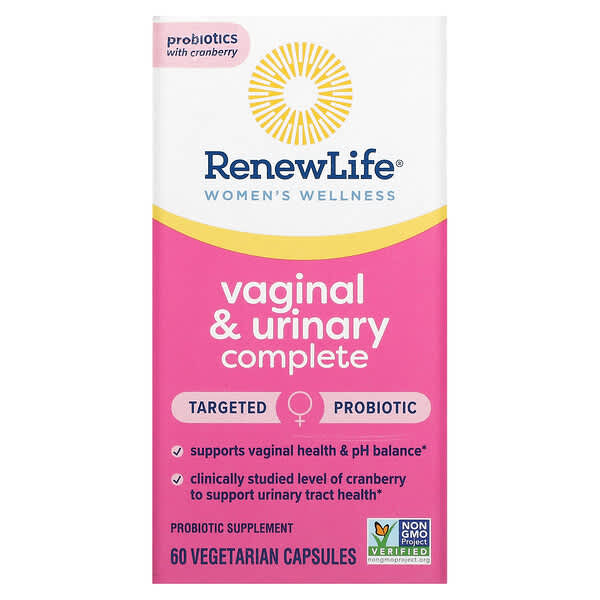 probiotics
with cranberry
RenewLife®
WOMEN'S WELLNESS
vaginal
& urinary
complete
TARGETED PROBIOTIC
supports vaginal health & pH balance*
clinically studied level of cranberry
to support urinary tract health*
PROBIOTIC SUPPLEMENT
60 VEGETARIAN CAPSULES
NON
GMO
Project
VERIFIED
nongmoproject.org